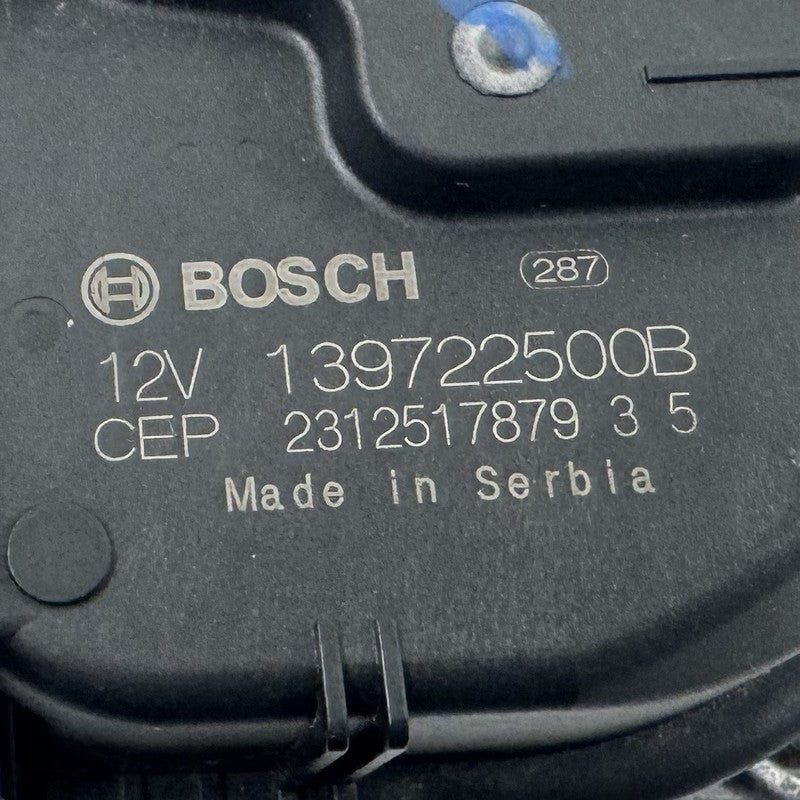 BOSCH 287
12V 139722500B
CEP 2312517879 3 5
Made in Serbia